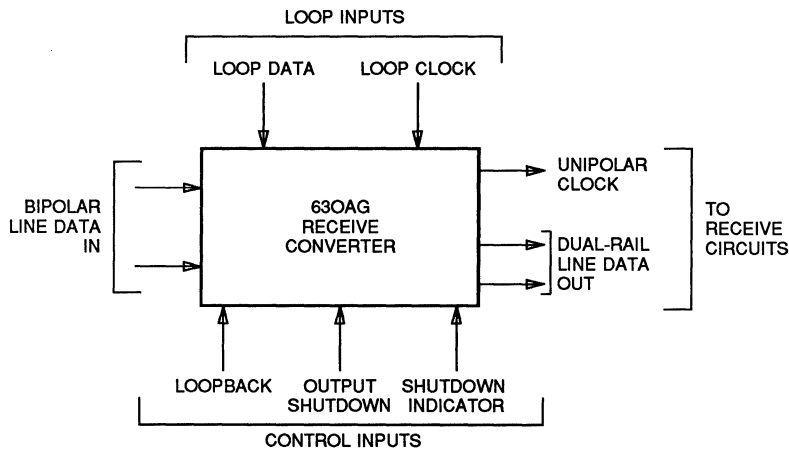 LOOP INPUTS
LOOP DATA
LOOP CLOCK
BIPOLAR
LINE DATA
IN
630AG
RECEIVE
CONVERTER
UNIPOLAR
CLOCK
DUAL-RAIL
LINE DATA
OUT
TO
RECEIVE
CIRCUITS
LOOPBACK
OUTPUT
SHUTDOWN
SHUTDOWN
INDICATOR
CONTROL INPUTS